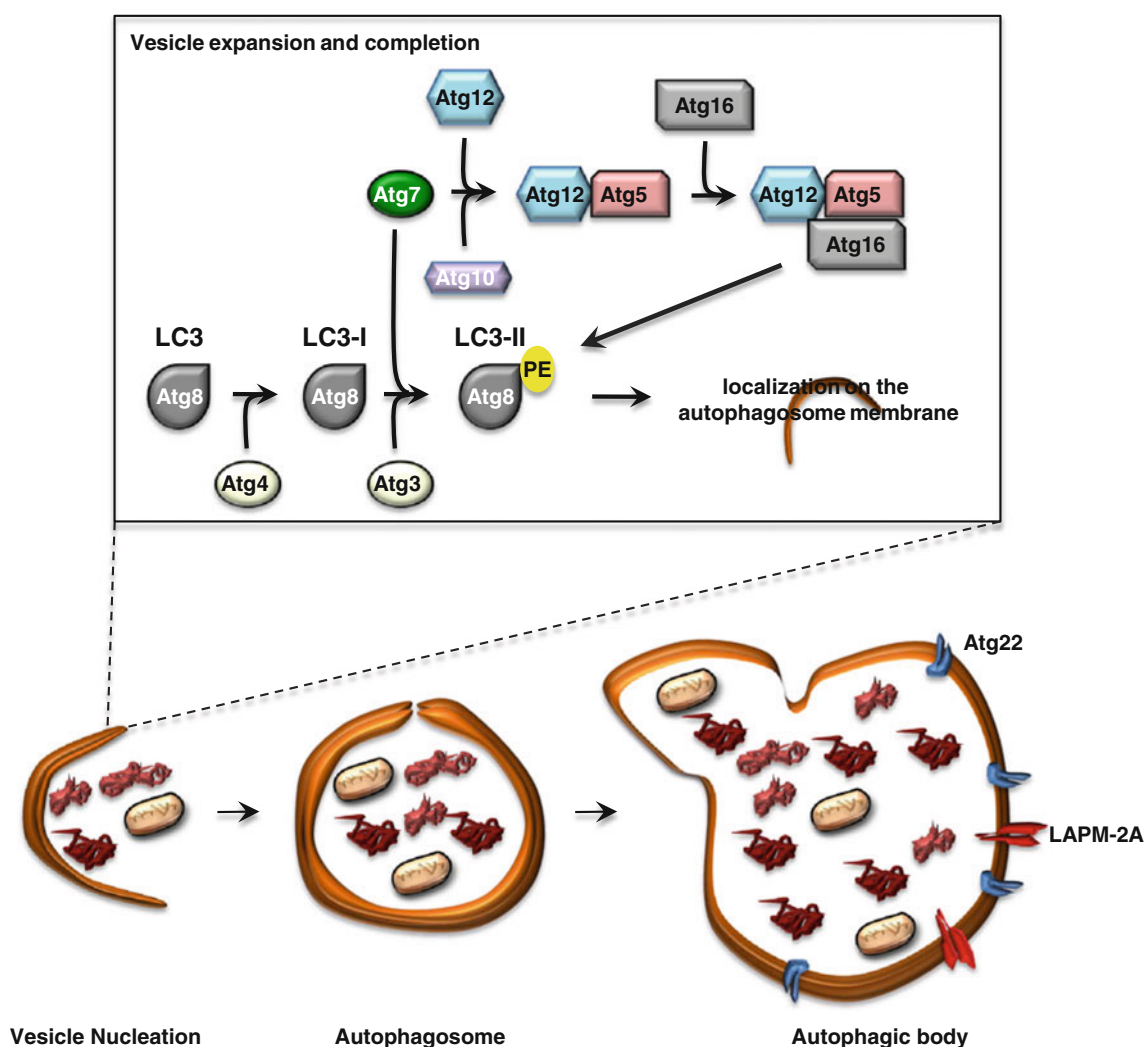 Vesicle expansion and completion
Atg12
Atg16
Atg7
Atg12
Atg5
Atg12
Atg5
Atg16
Atg10
LC3
LC3-I
LC3-II
PE
Atg8
Atg8
Atg8
localization on the
autophagosome membrane
Atg4
Atg3
Atg22
LAPM-2A
Vesicle Nucleation
Autophagosome
Autophagic body